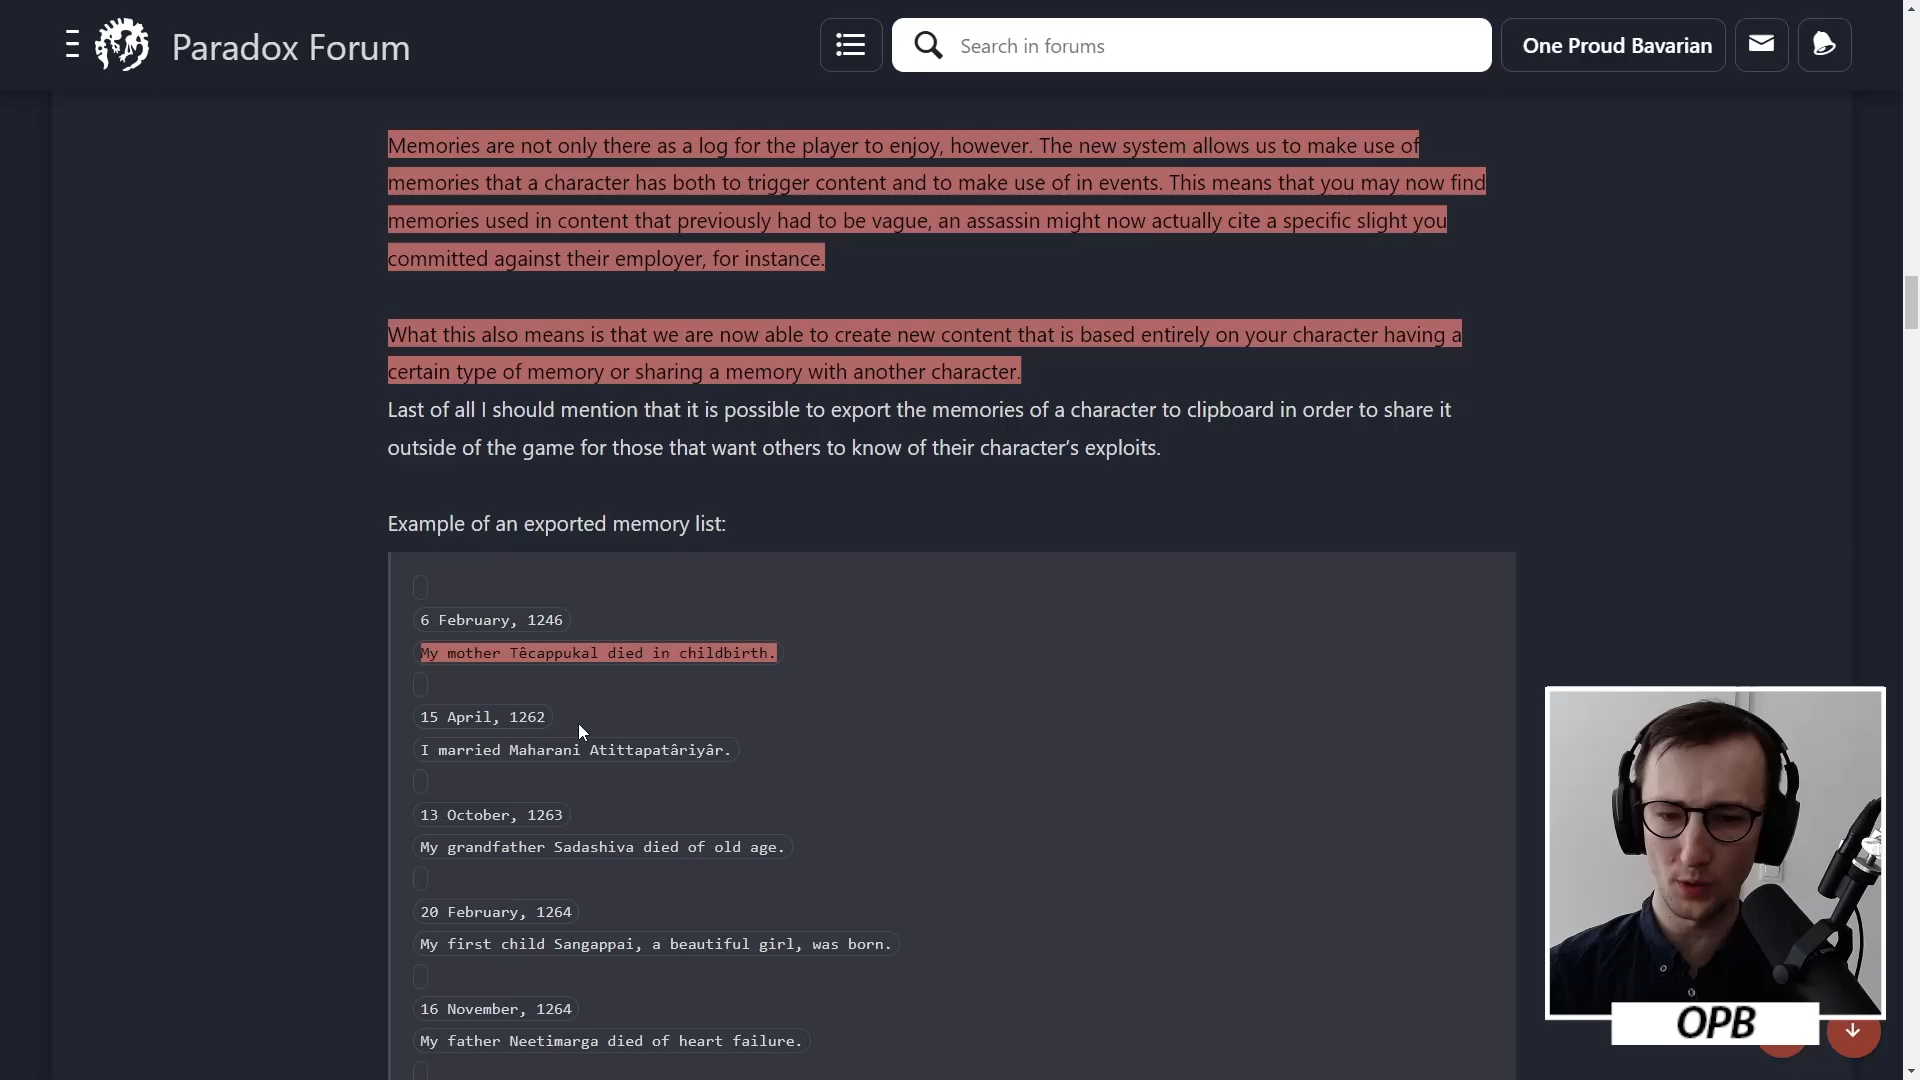 Paradox Forum
Search in forums
One Proud Bavarian
Memories are not only there as a log for the player to enjoy, however. The new system allows us to make use of
memories that a character has both to trigger content and to make use of in events. This means that you may now find
memories used in content that previously had to be vague, an assassin might now actually cite a specific slight you
committed against their employer, for instance.
What this also means is that we are now able to create new content that is based entirely on your character having a
certain type of memory or sharing a memory with another character.
Last of all I should mention that it is possible to export the memories of a character to clipboard in order to share it
outside of the game for those that want others to know of their character’s exploits.
Example of an exported memory list:
6 February, 1246
My mother Têcappukal died in childbirth.
15 April, 1262
I married Maharani Atittapatâriyâr.
13 October, 1263
My grandfather Sadashiva died of old age.
20 February, 1264
My first child Sangappai, a beautiful girl, was born.
16 November, 1264
My father Neetimarga died of heart failure.
OPB